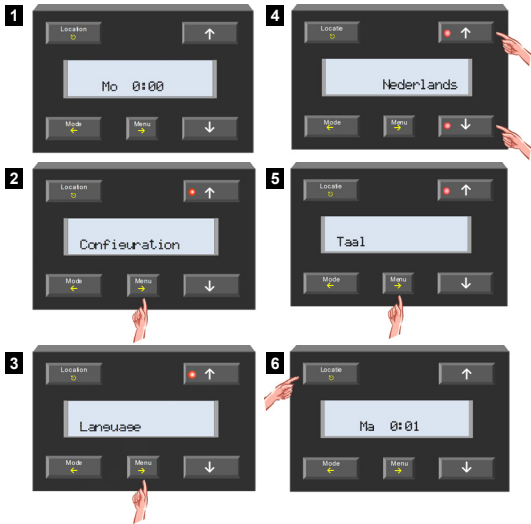 1
Location
Mo 0:00
Mode Menu
2
Location
Configuration
Mode Menu
3
Location
Language
Mode Menu
4
Locatie
Nederlands
Mode Menu
5
Locatie
Taal
Mode Menu
6
Locatie
Ma 0:01
Mode Menu